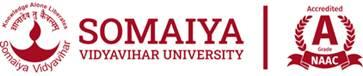 Knowledge Alone Liberates
Somaiya Vidyavihar
SOMAIYA
VIDYAVIHAR UNIVERSITY
Accredited
A
Grade
NAAC